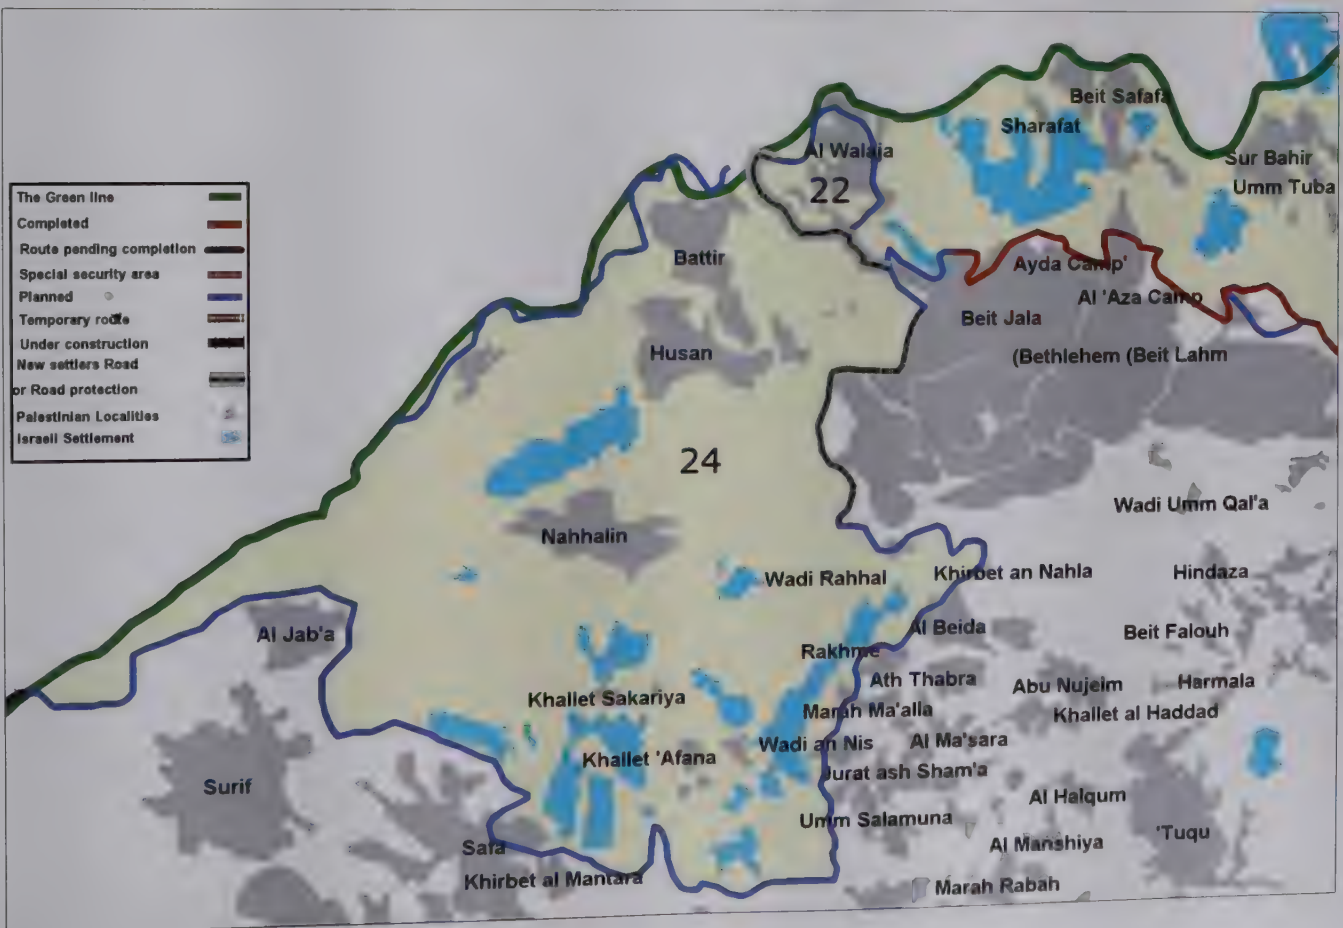 The Green line
Completed
Route pending completion
Special security area
Planned
Temporary route
Under construction
New settlers Road
or Road protection
Palestinian Localities
Israeli Settlement
Beit Safafa
Sharafat
Al Walaja
Sur Bahir
22
Umm Tuba
Battir
Ayda Camp'
Al 'Aza Camp
Beit Jala
Husan
(Bethlehem (Beit Lahm
24
Wadi Umm Qal'a
Nahhalin
Wadi Rahhal
Khirbet an Nahla
Hindaza
Al Jab'a
Al Beida
Beit Falouh
Rakhme
Ath Thabra
Abu Nujeim
Harmala
Khallet Sakariya
Marah Ma'alla
Khallet al Haddad
Wadi an Nis
Al Ma'sara
Khallet 'Afana
Jurat ash Sham'a
Surif
Al Halqum
Umm Salamuna
'Tuqu
Safa
Al Manshiya
Khirbet al Mantara
Marah Rabah